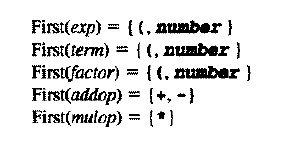 First(exp) = { (, number }
First(term) = { (, number }
First(factor) = { (, number }
First(addop) = {+, -}
First(mulop) = {*}